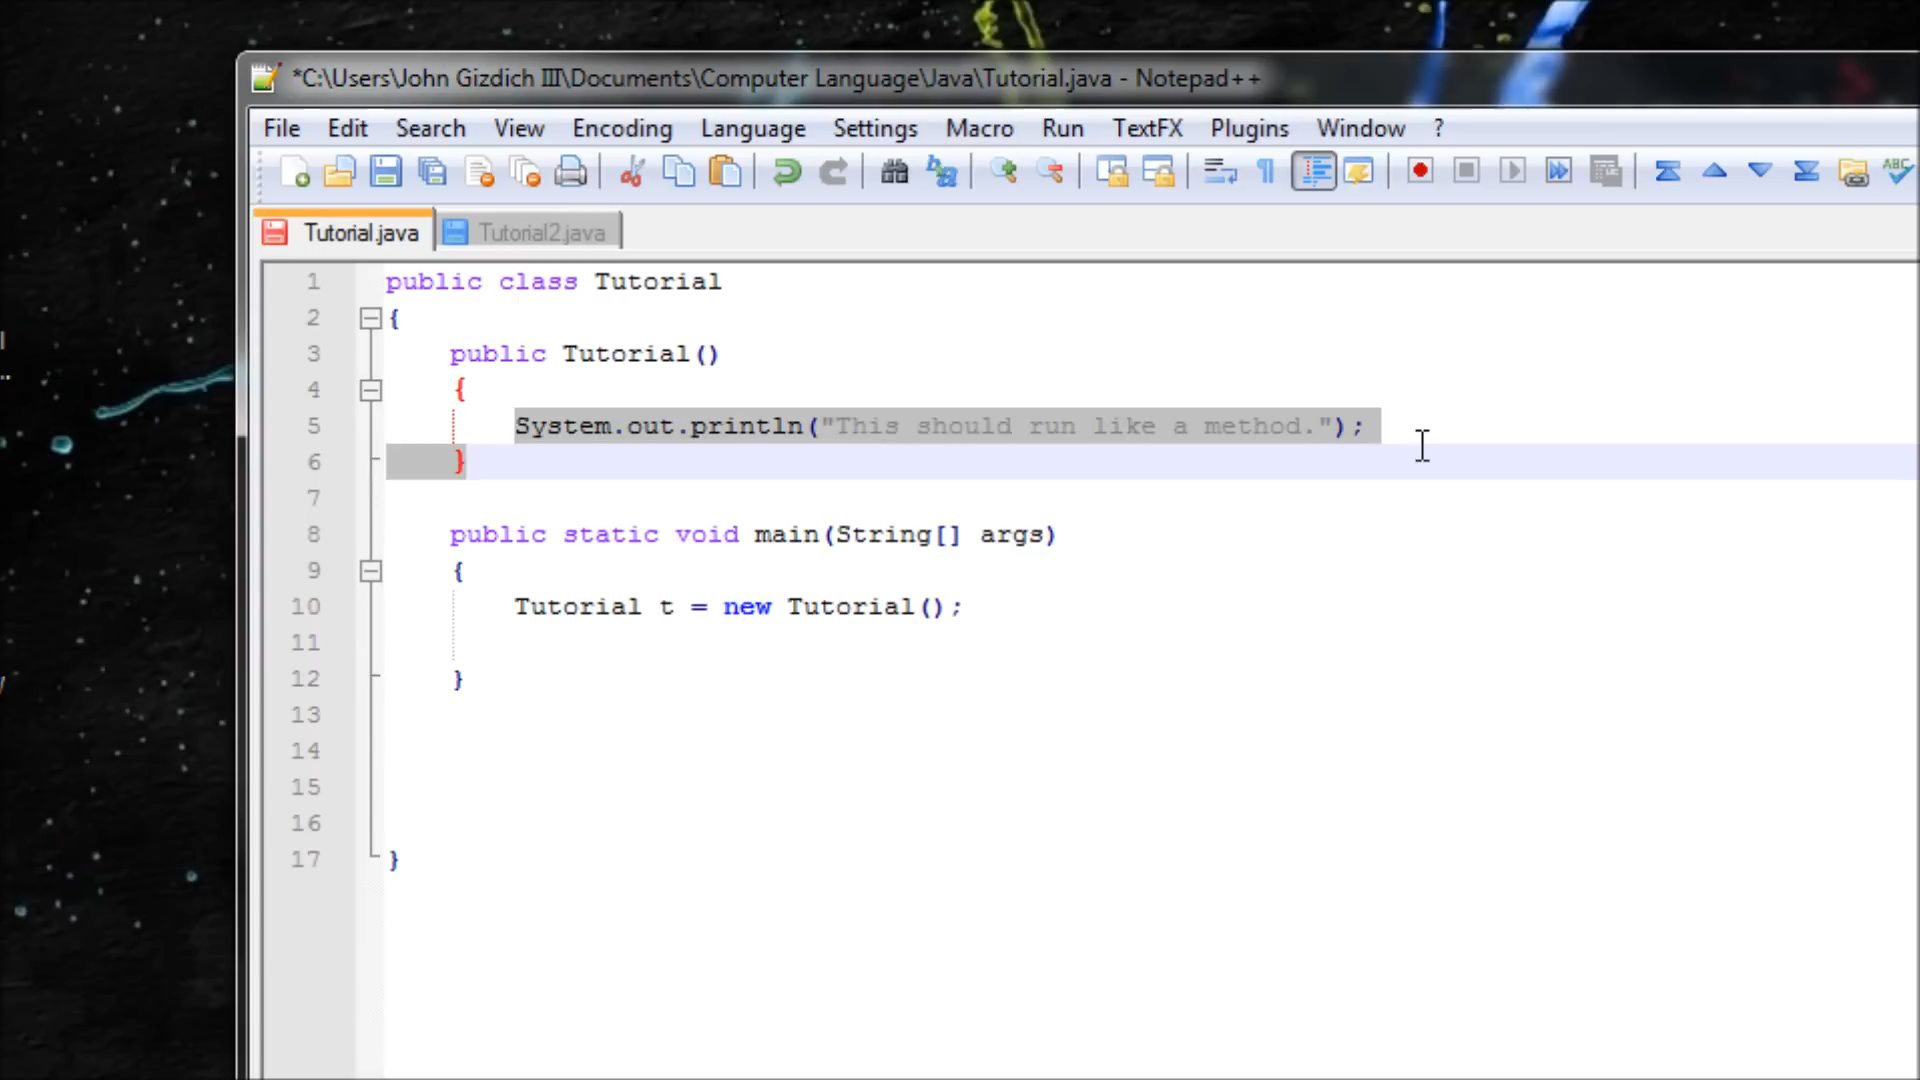 *C:\Users\John Gizdich III\Documents\Computer Language\Java\Tutorial.java - Notepad++
File Edit Search View Encoding Language Settings Macro Run TextFX Plugins Window ?
Tutorial.java Tutorial2.java
1 public class Tutorial
2 {
3 public Tutorial()
4 {
5 System.out.println("This should run like a method.");
6 }
7
8 public static void main(String[] args)
9 {
10 Tutorial t = new Tutorial();
11
12 }
13
14
15
16
17 }